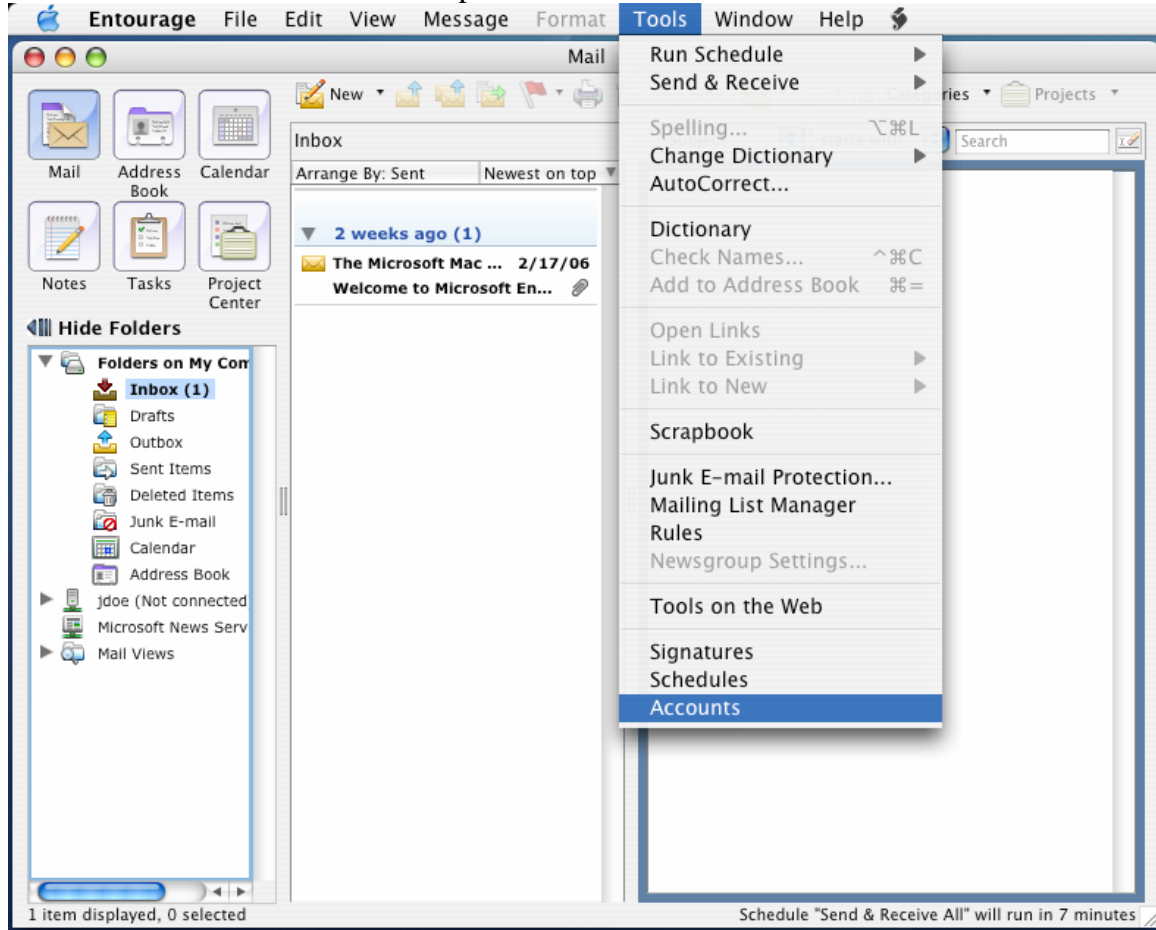 Entourage File Edit View Message Format Tools Window Help
Mail
New
Categories Projects
Mail
Address Book
Calendar
Notes
Tasks
Project Center
Hide Folders
Folders on My Com
Inbox (1)
Drafts
Outbox
Sent Items
Deleted Items
Junk E-mail
Calendar
Address Book
jdoe (Not connected
Microsoft News Serv
Mail Views
Inbox
Search
Arrange By: Sent Newest on top
2 weeks ago (1)
The Microsoft Mac ... 2/17/06
Welcome to Microsoft En...
Run Schedule
Send & Receive
Spelling... ⌥⌘L
Change Dictionary
AutoCorrect...
Dictionary
Check Names... ^⌘C
Add to Address Book ⌘=
Open Links
Link to Existing
Link to New
Scrapbook
Junk E-mail Protection...
Mailing List Manager
Rules
Newsgroup Settings...
Tools on the Web
Signatures
Schedules
Accounts
1 item displayed, 0 selected
Schedule "Send & Receive All" will run in 7 minutes